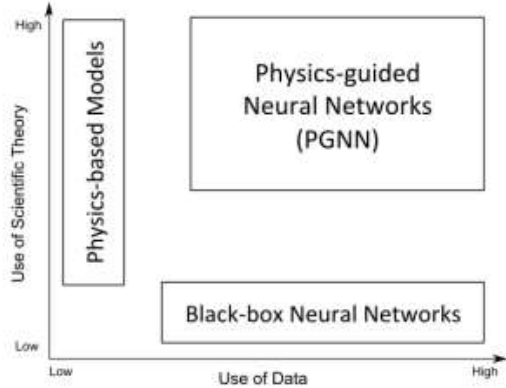 High
Use of Scientific Theory
Physics-based Models
Physics-guided
Neural Networks
(PGNN)
Black-box Neural Networks
Low
Low
Use of Data
High